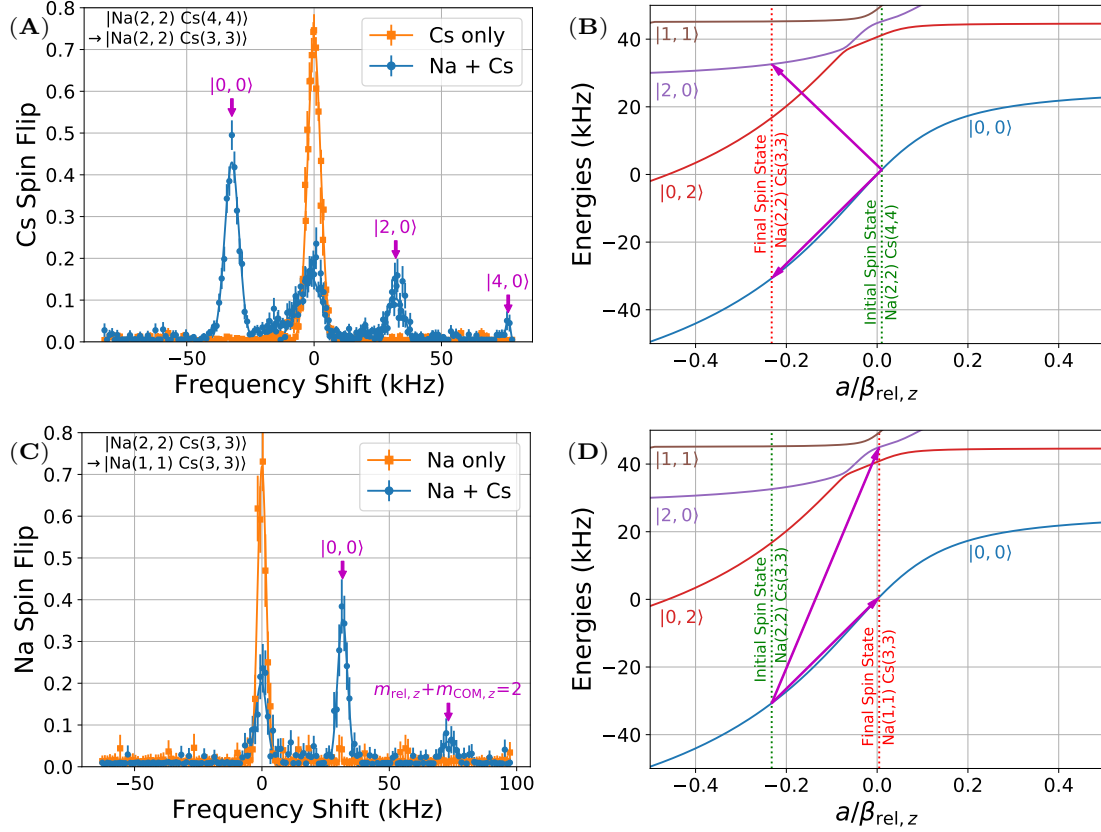 (A)
|Na(2,2) Cs(4,4)⟩
→|Na(2,2) Cs(3,3)⟩
Cs only
Na + Cs
|0, 0⟩
|2, 0⟩
|4, 0⟩
Cs Spin Flip
0.8
0.7
0.6
0.5
0.4
0.3
0.2
0.1
0.0
−50
0
50
Frequency Shift (kHz)
(B)
|1, 1⟩
|2, 0⟩
|0, 2⟩
|0, 0⟩
Final Spin State
Na(2,2) Cs(3,3)
Initial Spin State
Na(2,2) Cs(4,4)
Energies (kHz)
40
20
0
−20
−40
−0.4
−0.2
0.0
0.2
0.4
a/βrel, z
(C)
|Na(2,2) Cs(3,3)⟩
→|Na(1,1) Cs(3,3)⟩
Na only
Na + Cs
|0, 0⟩
mrel, z+mCOM, z=2
Na Spin Flip
0.8
0.7
0.6
0.5
0.4
0.3
0.2
0.1
0.0
−50
0
50
100
Frequency Shift (kHz)
(D)
|1, 1⟩
|2, 0⟩
|0, 2⟩
|0, 0⟩
Initial Spin State
Na(2,2) Cs(3,3)
Final Spin State
Na(1,1) Cs(3,3)
Energies (kHz)
40
20
0
−20
−40
−0.4
−0.2
0.0
0.2
0.4
a/βrel, z